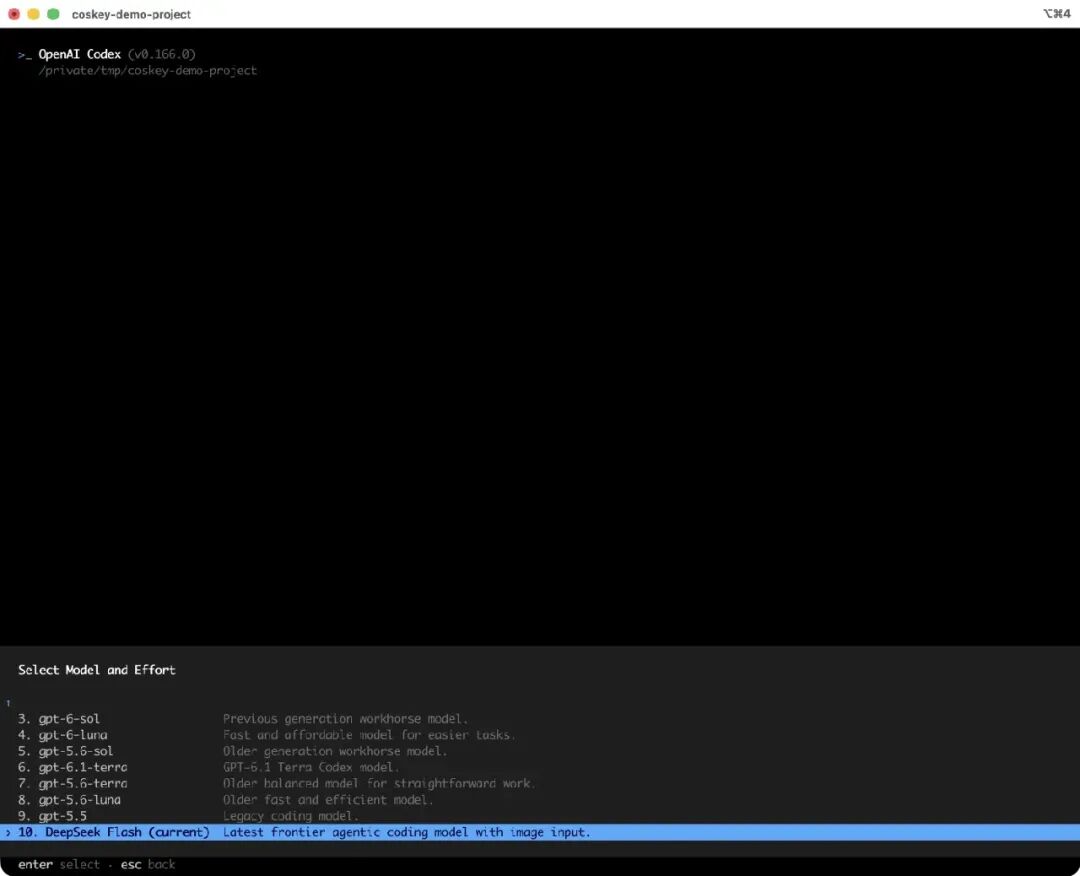 coskey-demo-project ⌥⌘4
>_ OpenAI Codex (v0.166.0)
/private/tmp/coskey-demo-project
Select Model and Effort
↑
3. gpt-6-sol Previous generation workhorse model.
4. gpt-6-luna Fast and affordable model for easier tasks.
5. gpt-5.6-sol Older generation workhorse model.
6. gpt-6.1-terra GPT-6.1 Terra Codex model.
7. gpt-5.6-terra Older balanced model for straightforward work.
8. gpt-5.6-luna Older fast and efficient model.
9. gpt-5.5 Legacy coding model.
› 10. DeepSeek Flash (current) Latest frontier agentic coding model with image input.
enter select · esc back